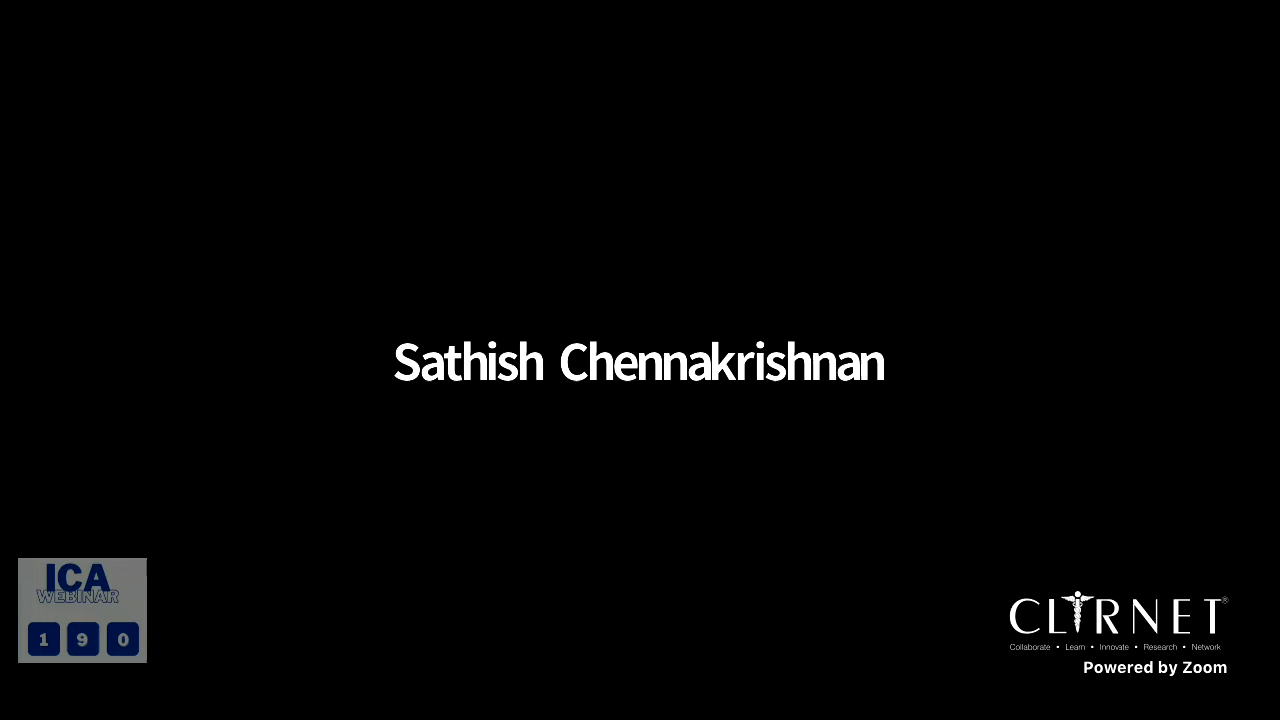 Sathish Chennakrishnan
ICA
WEBINAR
1 9 0
CLIRNET®
Collaborate • Learn • Innovate • Research • Network
Powered by Zoom